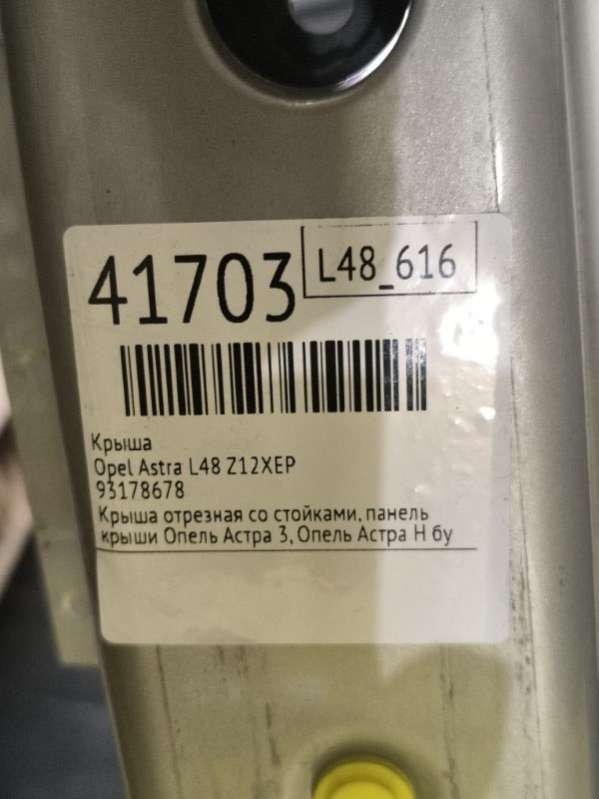 41703
L48_616
Крыша
Opel Astra L48 Z12XEP
93178678
Крыша отрезная со стойками, панель
крыши Опель Астра 3, Опель Астра H бу